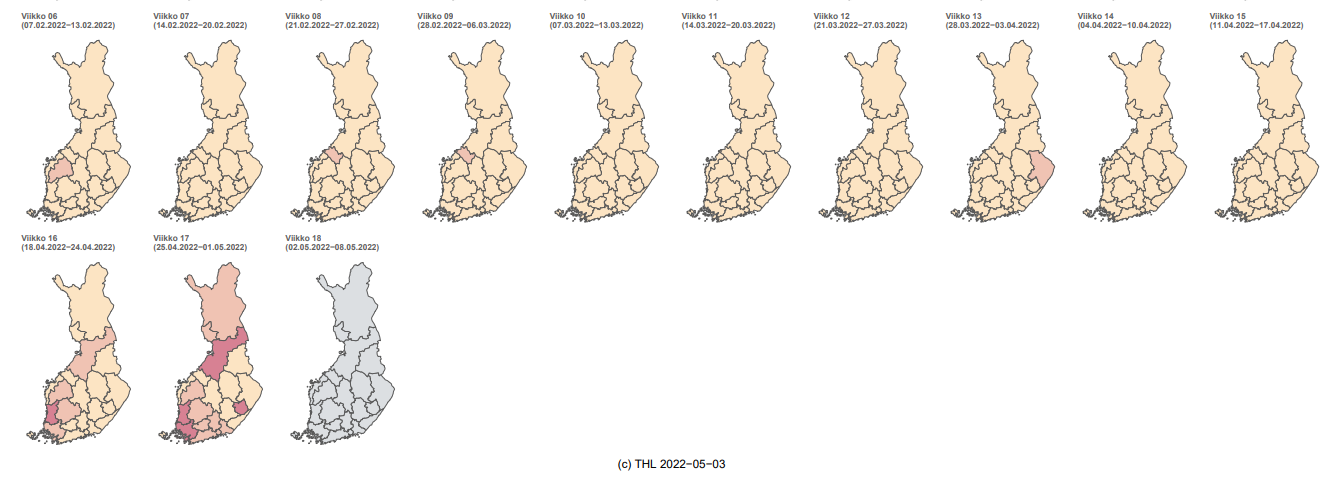 Viikko 06
(07.02.2022−13.02.2022)
Viikko 07
(14.02.2022−20.02.2022)
Viikko 08
(21.02.2022−27.02.2022)
Viikko 09
(28.02.2022−06.03.2022)
Viikko 10
(07.03.2022−13.03.2022)
Viikko 11
(14.03.2022−20.03.2022)
Viikko 12
(21.03.2022−27.03.2022)
Viikko 13
(28.03.2022−03.04.2022)
Viikko 14
(04.04.2022−10.04.2022)
Viikko 15
(11.04.2022−17.04.2022)
Viikko 16
(18.04.2022−24.04.2022)
Viikko 17
(25.04.2022−01.05.2022)
Viikko 18
(02.05.2022−08.05.2022)
(c) THL 2022−05−03